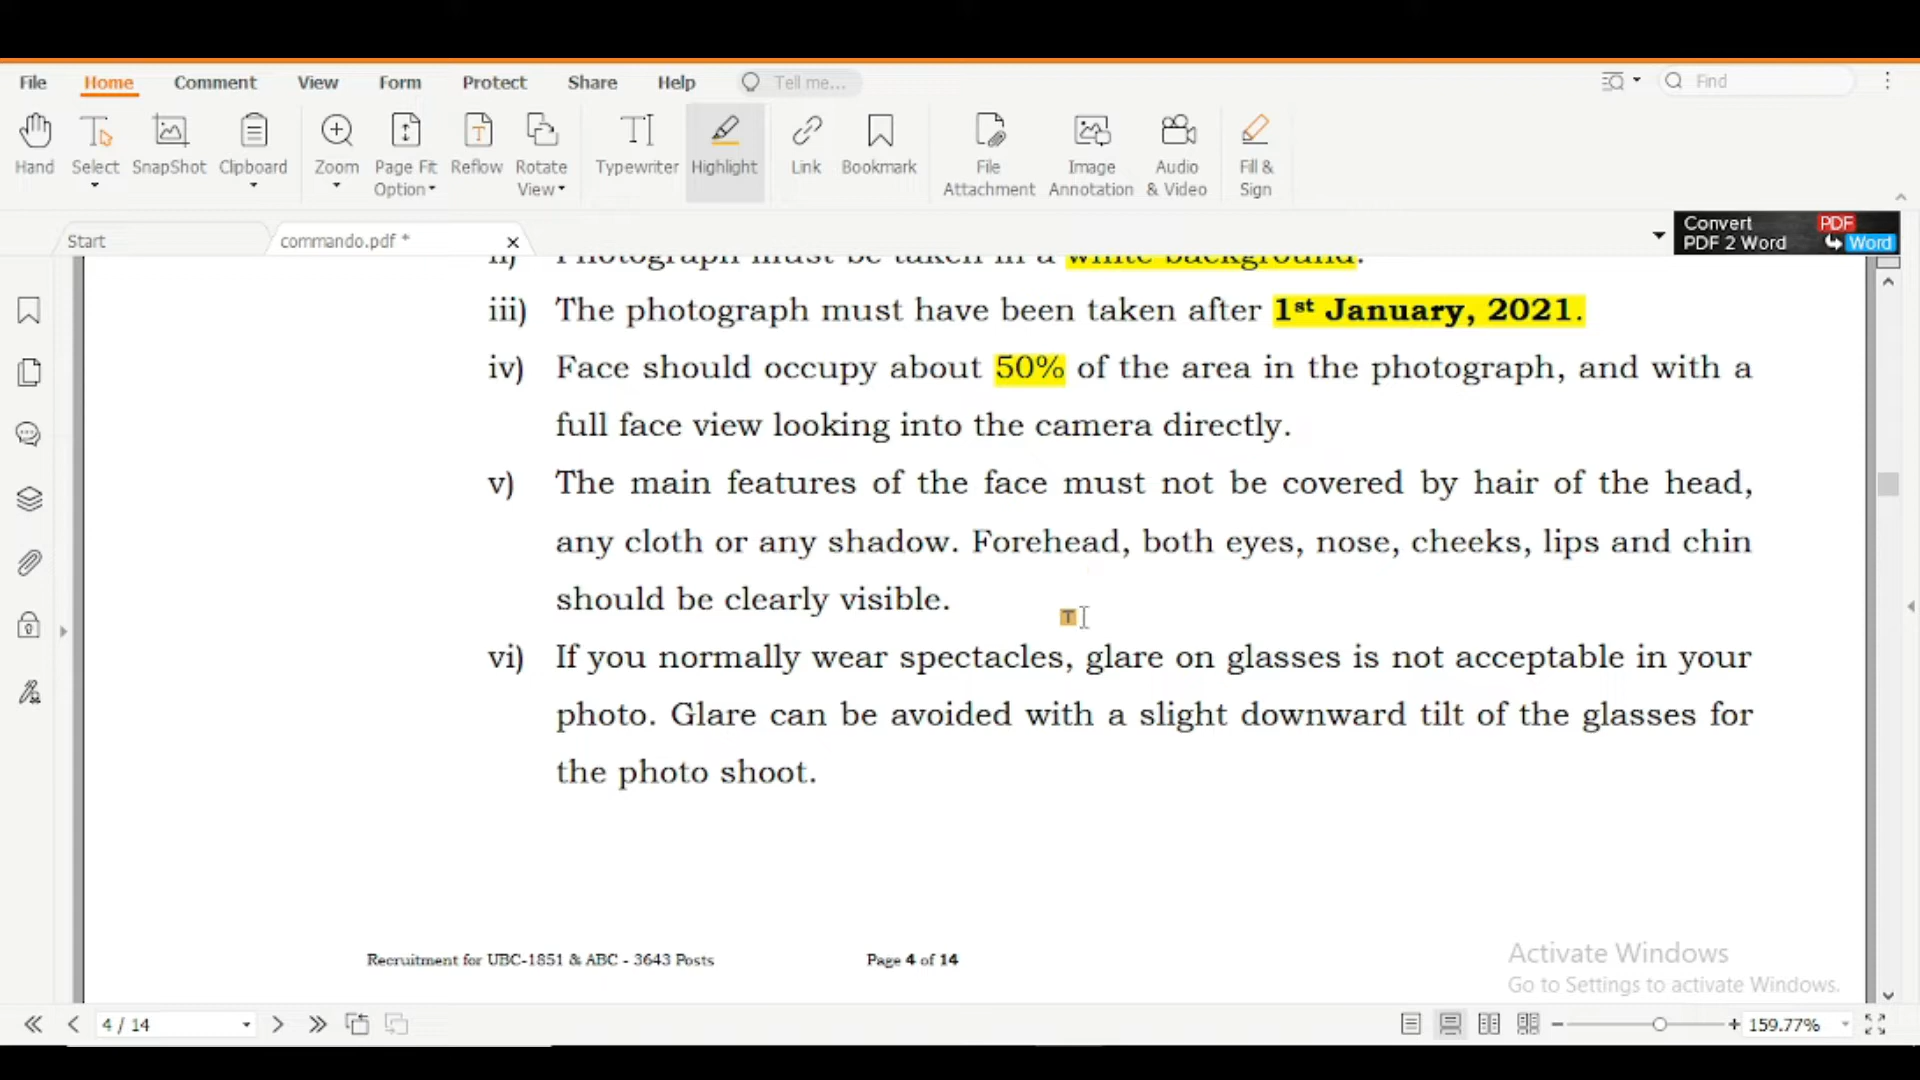 File Home Comment View Form Protect Share Help Tell me... Find
Hand Select SnapShot Clipboard Zoom Page Fit Option Reflow Rotate View Typewriter Highlight Link Bookmark File Attachment Image Annotation Audio & Video Fill & Sign
Start commando.pdf * Convert PDF 2 Word PDF Word
ii) Photograph must be taken in a white background.
iii) The photograph must have been taken after 1st January, 2021.
iv) Face should occupy about 50% of the area in the photograph, and with a
full face view looking into the camera directly.
v) The main features of the face must not be covered by hair of the head,
any cloth or any shadow. Forehead, both eyes, nose, cheeks, lips and chin
should be clearly visible.
vi) If you normally wear spectacles, glare on glasses is not acceptable in your
photo. Glare can be avoided with a slight downward tilt of the glasses for
the photo shoot.
Recruitment for UBC-1851 & ABC - 3643 Posts Page 4 of 14
Activate Windows
Go to Settings to activate Windows.
4 / 14 159.77%